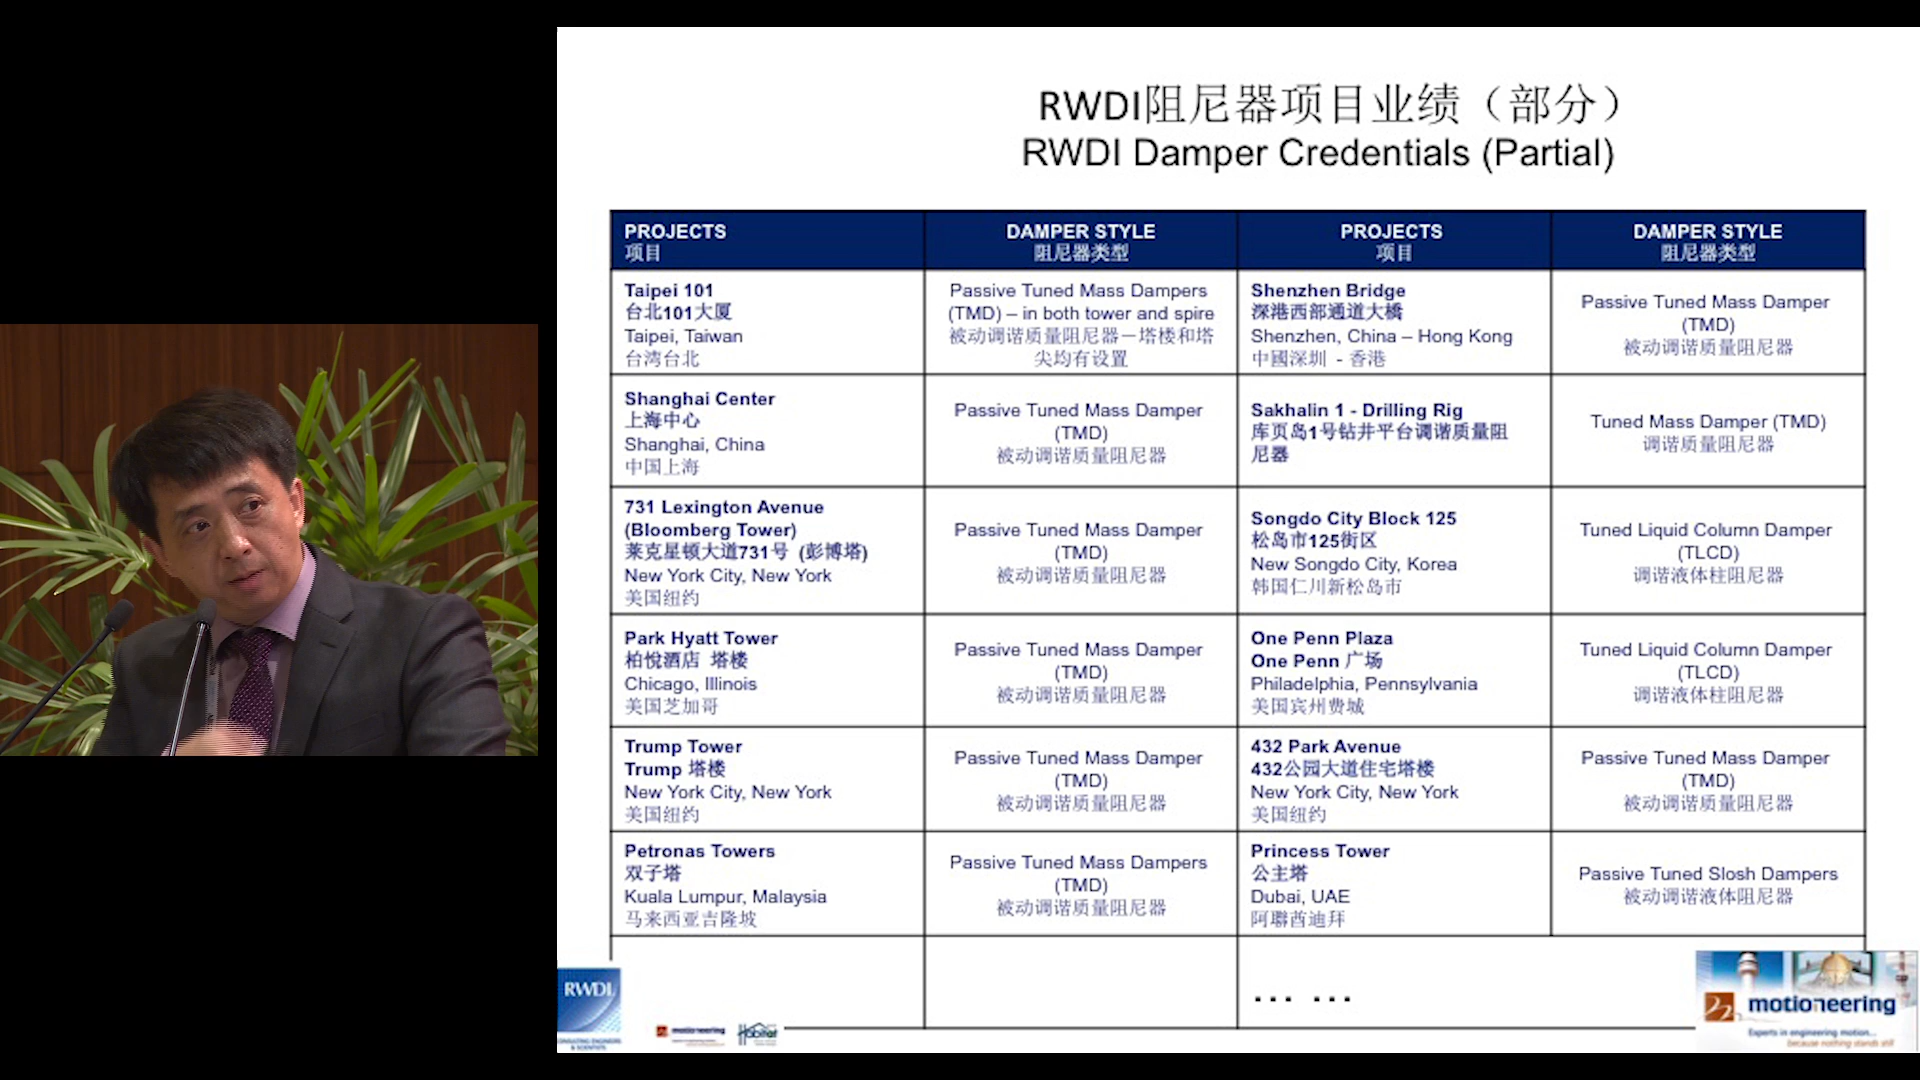 RWDI阻尼器项目业绩（部分）
RWDI Damper Credentials (Partial)
PROJECTS
项目
DAMPER STYLE
阻尼器类型
PROJECTS
项目
DAMPER STYLE
阻尼器类型
Taipei 101
台北101大厦
Taipei, Taiwan
台湾台北
Passive Tuned Mass Dampers
(TMD) – in both tower and spire
被动调谐质量阻尼器－塔楼和塔
尖均有设置
Shenzhen Bridge
深港西部通道大橋
Shenzhen, China – Hong Kong
中國深圳 - 香港
Passive Tuned Mass Damper
(TMD)
被动调谐质量阻尼器
Shanghai Center
上海中心
Shanghai, China
中国上海
Passive Tuned Mass Damper
(TMD)
被动调谐质量阻尼器
Sakhalin 1 - Drilling Rig
库页岛1号钻井平台调谐质量阻
尼器
Tuned Mass Damper (TMD)
调谐质量阻尼器
731 Lexington Avenue
(Bloomberg Tower)
莱克星顿大道731号 (彭博塔)
New York City, New York
美国纽约
Passive Tuned Mass Damper
(TMD)
被动调谐质量阻尼器
Songdo City Block 125
松岛市125街区
New Songdo City, Korea
韩国仁川新松岛市
Tuned Liquid Column Damper
(TLCD)
调谐液体柱阻尼器
Park Hyatt Tower
柏悅酒店 塔楼
Chicago, Illinois
美国芝加哥
Passive Tuned Mass Damper
(TMD)
被动调谐质量阻尼器
One Penn Plaza
One Penn 广场
Philadelphia, Pennsylvania
美国宾州费城
Tuned Liquid Column Damper
(TLCD)
调谐液体柱阻尼器
Trump Tower
Trump 塔楼
New York City, New York
美国纽约
Passive Tuned Mass Damper
(TMD)
被动调谐质量阻尼器
432 Park Avenue
432公园大道住宅塔楼
New York City, New York
美国纽约
Passive Tuned Mass Damper
(TMD)
被动调谐质量阻尼器
Petronas Towers
双子塔
Kuala Lumpur, Malaysia
马来西亚吉隆坡
Passive Tuned Mass Dampers
(TMD)
被动调谐质量阻尼器
Princess Tower
公主塔
Dubai, UAE
阿聯酋迪拜
Passive Tuned Slosh Dampers
被动调谐液体阻尼器
... ...
RWDI
CONSULTING ENGINEERS
& SCIENTISTS
motioneering
Habitat
motioneering
Experts in engineering motion...
because nothing stands still